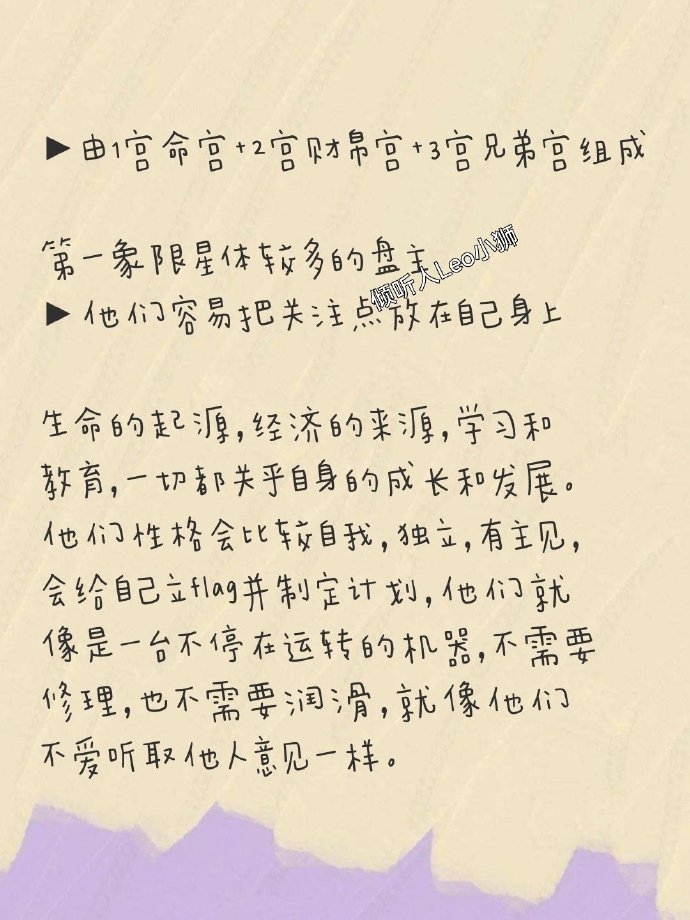 ▶由1宫命宫+2宫财帛宫+3宫兄弟宫组成
第一象限星体较多的盘主
倾听人Leo小狮
▶他们容易把关注点放在自己身上
生命的起源,经济的来源,学习和
教育,一切都关乎自身的成长和发展。
他们性格会比较自我,独立,有主见,
会给自己立flag并制定计划,他们就
像是一台不停在运转的机器,不需要
修理,也不需要润滑,就像他们
不爱听取他人意见一样。